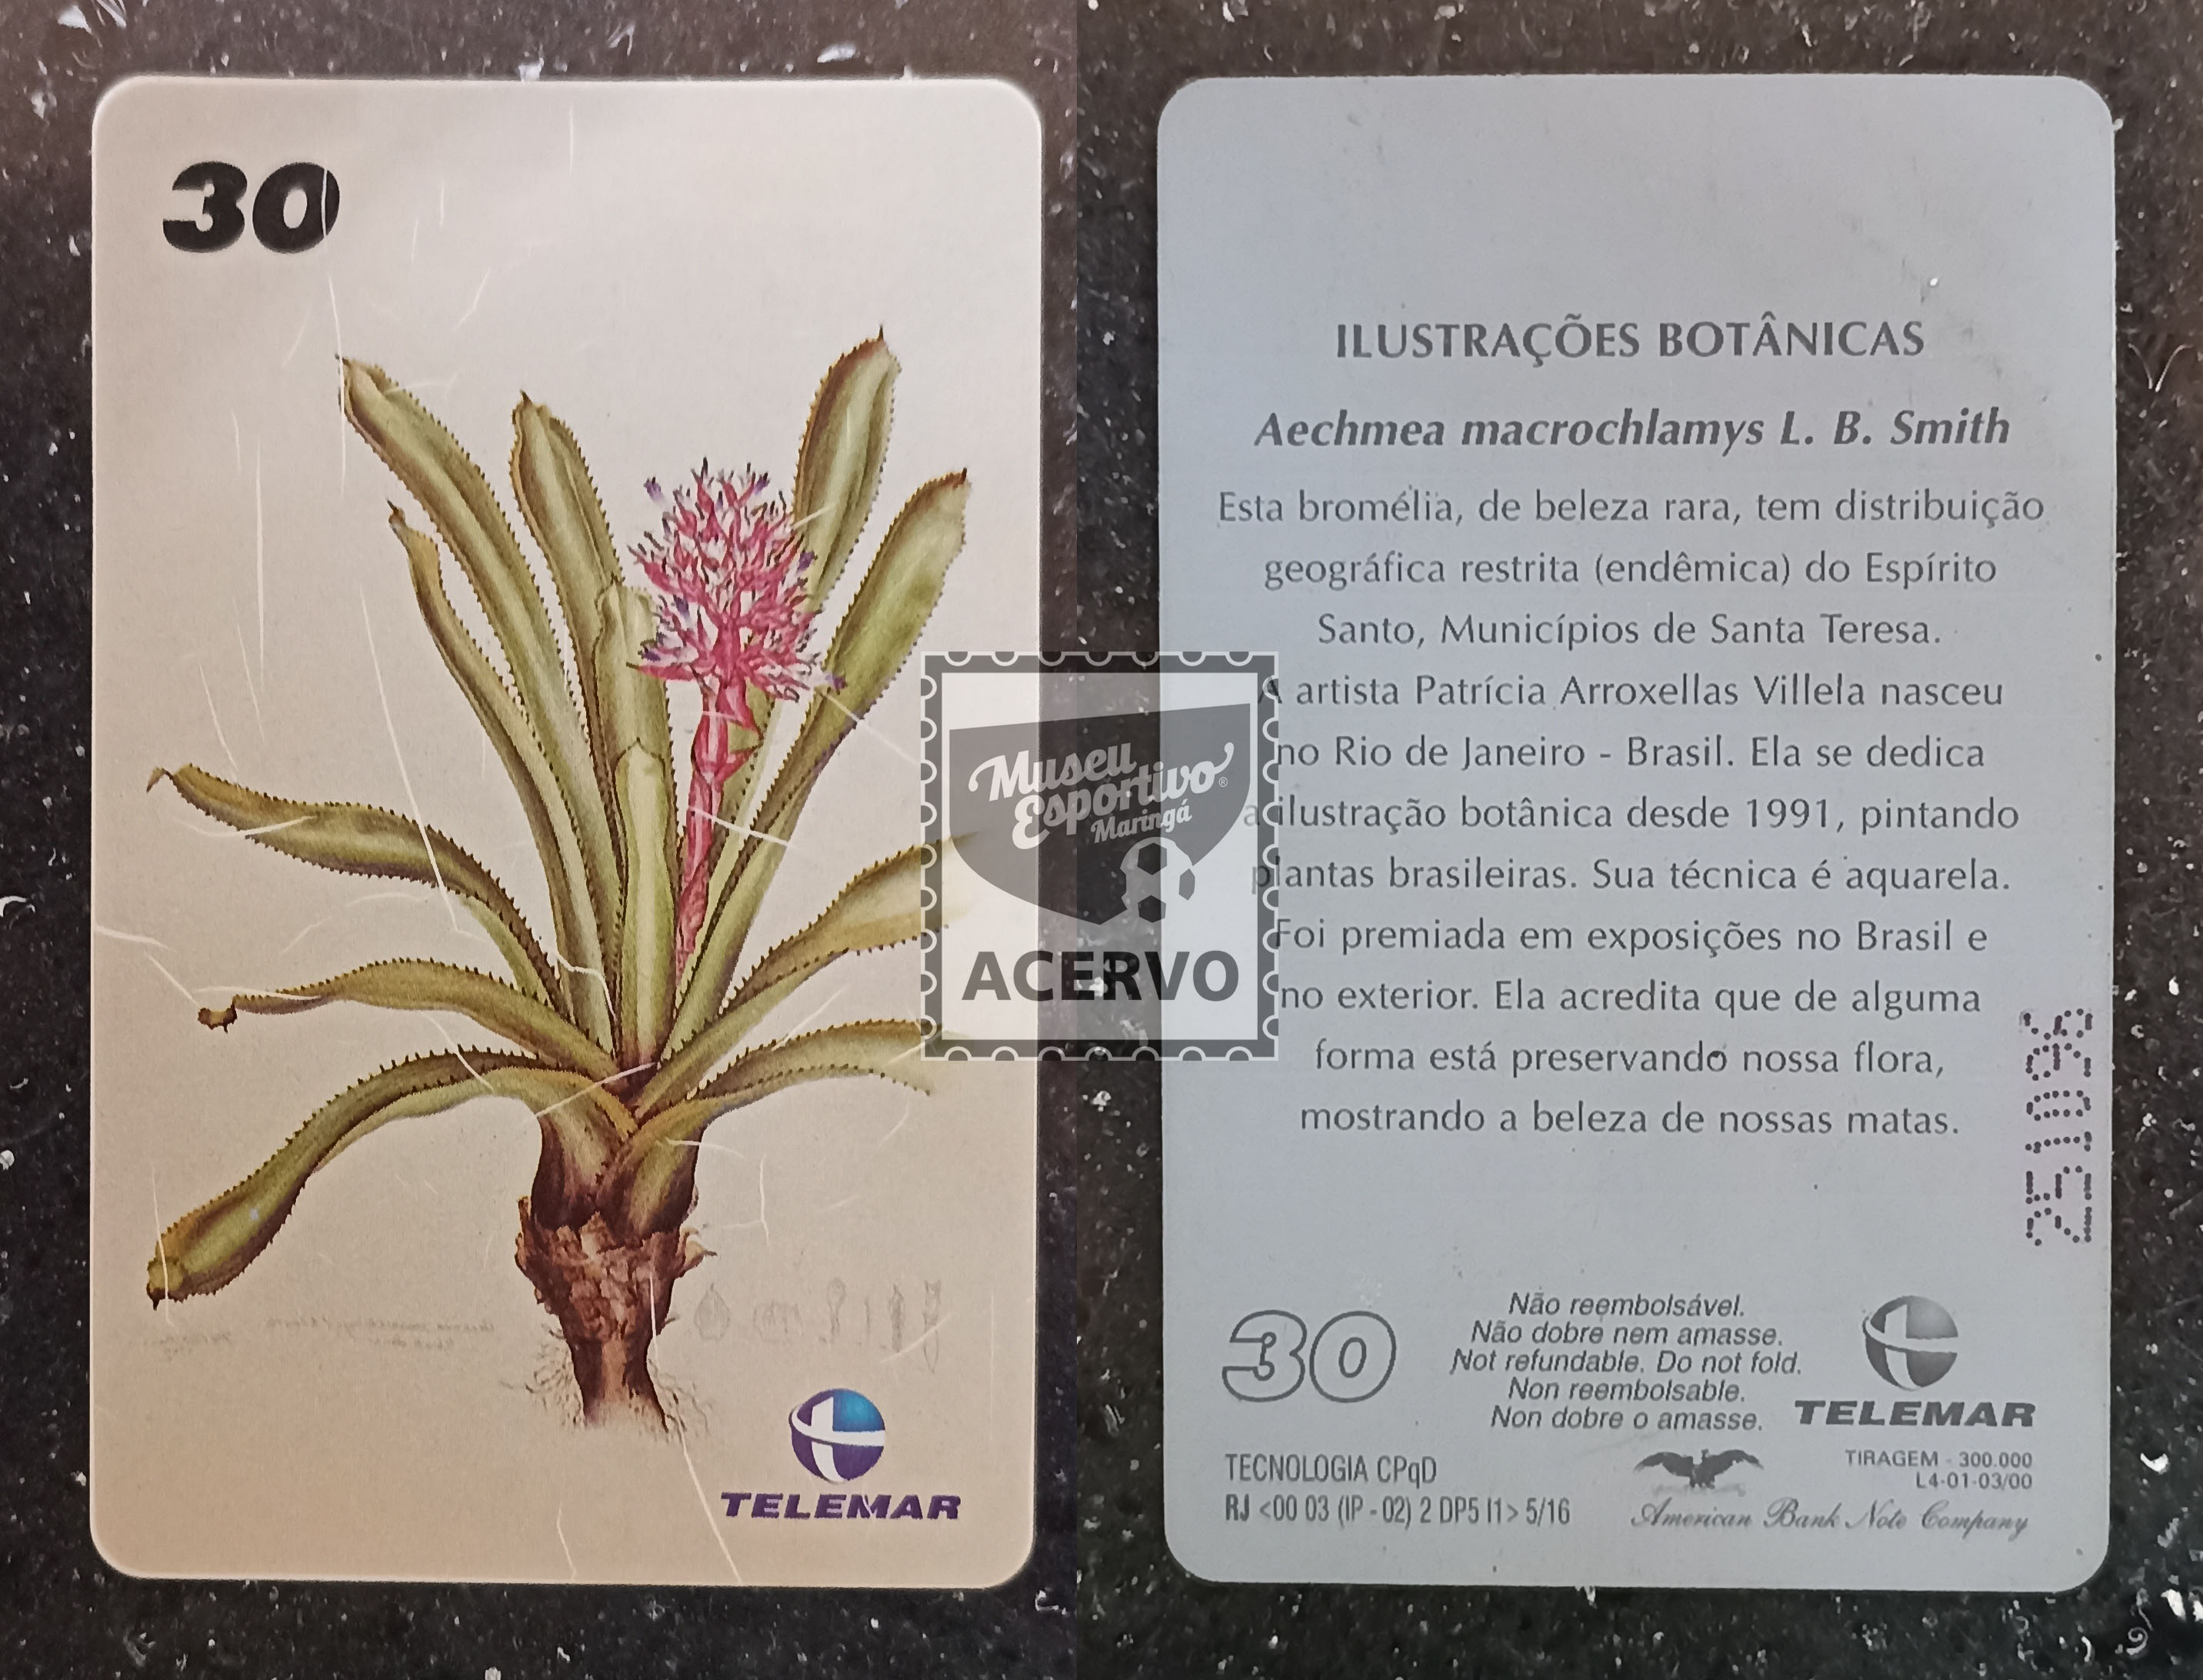 30
TELEMAR
ILUSTRAÇÕES BOTÂNICAS
Aechmea macrochlamys L. B. Smith
Esta bromélia, de beleza rara, tem distribuição
geográfica restrita (endêmica) do Espírito
Santo, Municípios de Santa Teresa.
A artista Patrícia Arroxellas Villela nasceu
no Rio de Janeiro - Brasil. Ela se dedica
a ilustração botânica desde 1991, pintando
plantas brasileiras. Sua técnica é aquarela.
Foi premiada em exposições no Brasil e
no exterior. Ela acredita que de alguma
forma está preservando nossa flora,
mostrando a beleza de nossas matas.
30
Não reembolsável.
Não dobre nem amasse.
Not refundable. Do not fold.
Non reembolsable.
Non dobre o amasse.
TELEMAR
TECNOLOGIA CPqD
RJ <00 03 (IP - 02) 2 DP5 I1> 5/16
TIRAGEM - 300.000
L4-01-03/00
American Bank Note Company
Museu
Esportivo®
Maringá
ACERVO